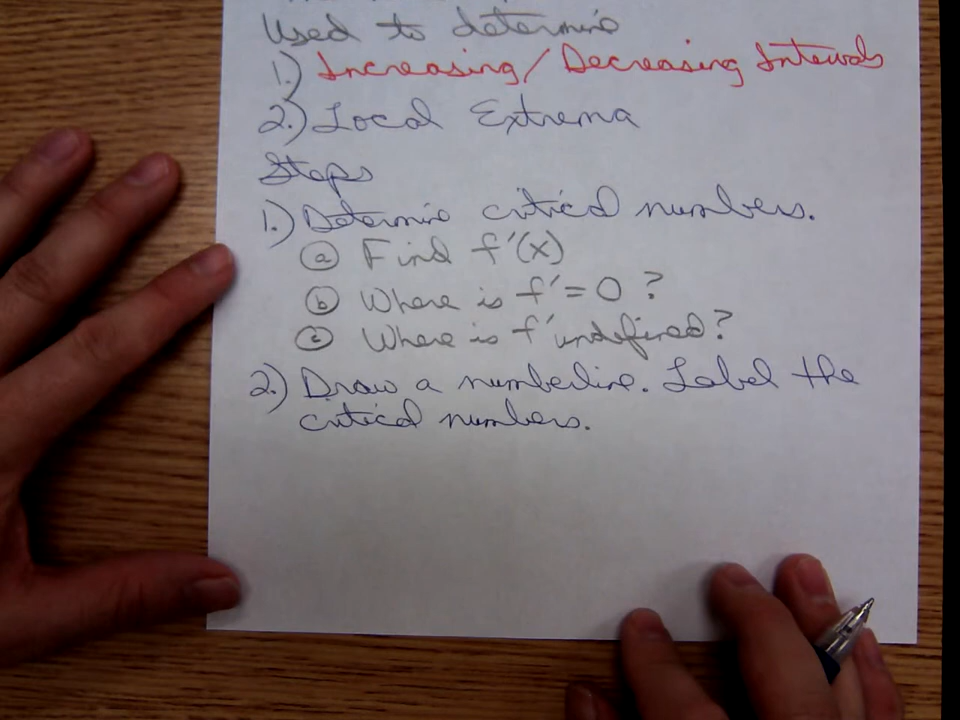 Used to determine
1.) Increasing/Decreasing Intervals
2.) Local Extrema
Steps
1.) Determine critical numbers.
(a) Find f'(x)
(b) Where is f' = 0 ?
(c) Where is f' undefined?
2.) Draw a numberline. Label the
critical numbers.